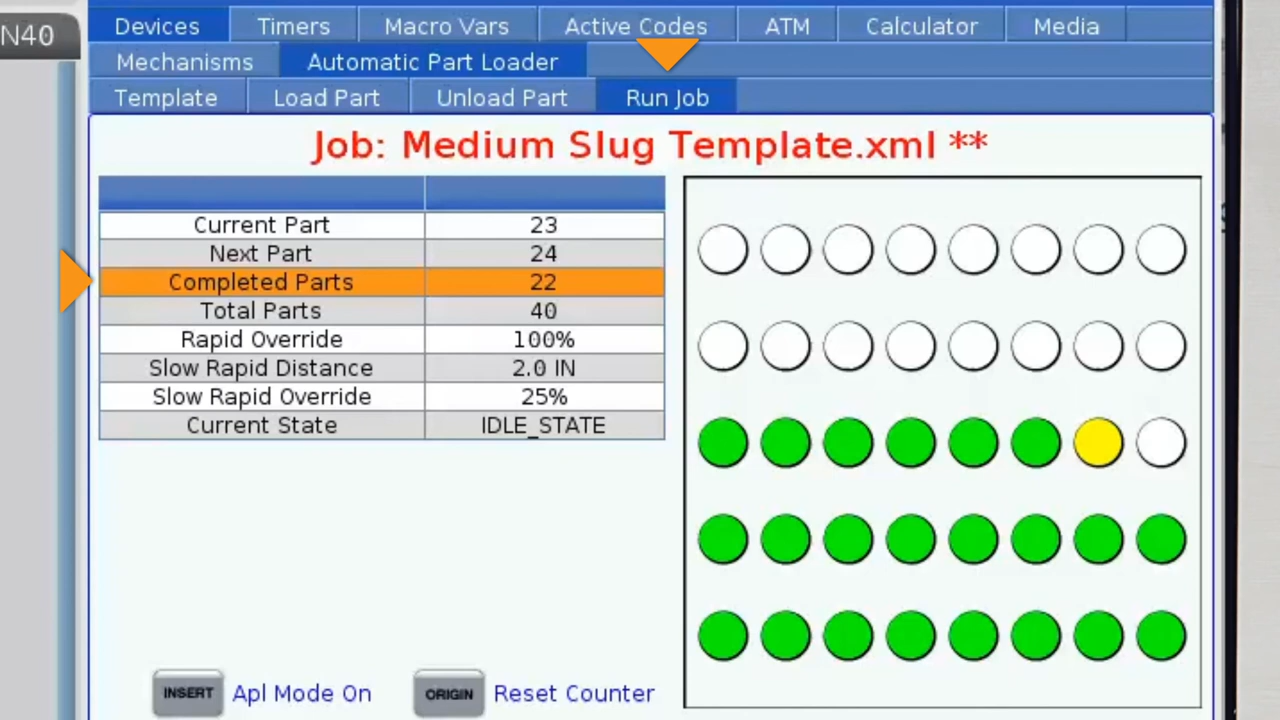 N40
Devices Timers Macro Vars Active Codes ATM Calculator Media
Mechanisms Automatic Part Loader
Template Load Part Unload Part Run Job
Job: Medium Slug Template.xml **
Current Part 23
Next Part 24
Completed Parts 22
Total Parts 40
Rapid Override 100%
Slow Rapid Distance 2.0 IN
Slow Rapid Override 25%
Current State IDLE_STATE
INSERT Apl Mode On ORIGIN Reset Counter